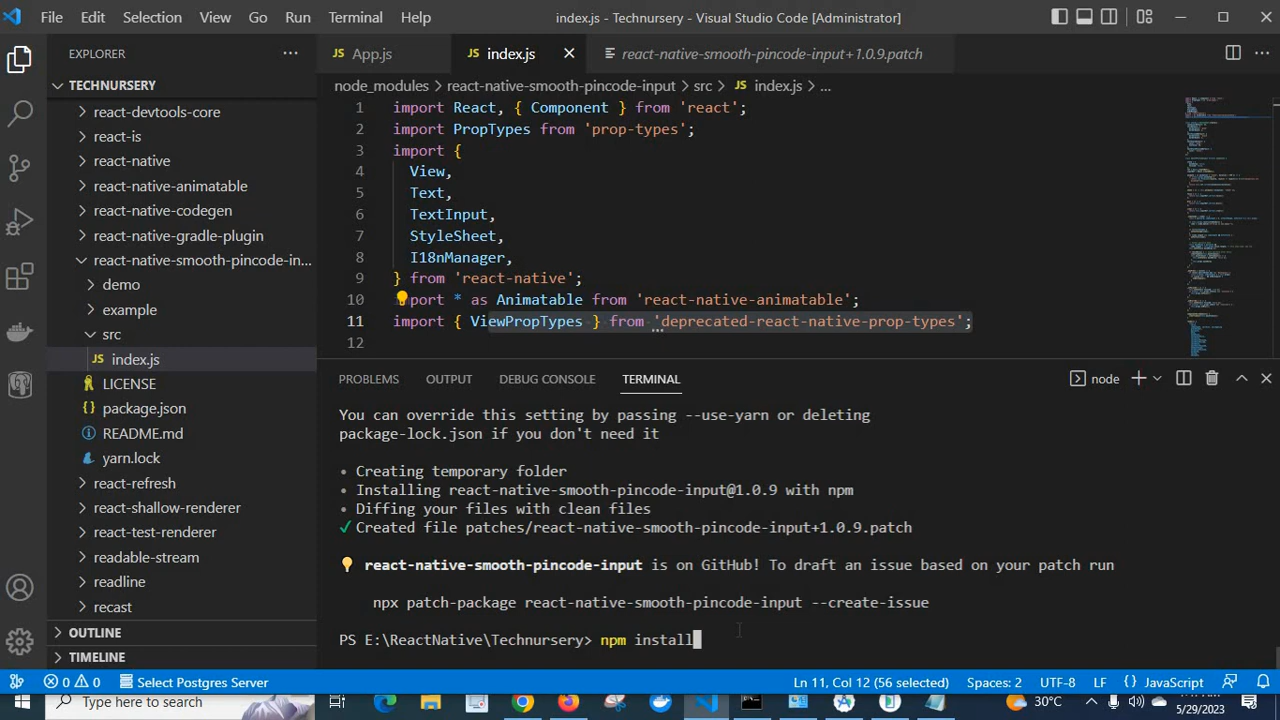 File Edit Selection View Go Run Terminal Help index.js - Technursery - Visual Studio Code [Administrator]
EXPLORER ...
TECHNURSERY
react-devtools-core
react-is
react-native
react-native-animatable
react-native-codegen
react-native-gradle-plugin
react-native-smooth-pincode-in...
demo
example
src
JS index.js
LICENSE
package.json
README.md
yarn.lock
react-refresh
react-shallow-renderer
react-test-renderer
readable-stream
readline
recast
OUTLINE
TIMELINE
JS App.js JS index.js react-native-smooth-pincode-input+1.0.9.patch
node_modules > react-native-smooth-pincode-input > src > JS index.js > ...
1 import React, { Component } from 'react';
2 import PropTypes from 'prop-types';
3 import {
4 View,
5 Text,
6 TextInput,
7 StyleSheet,
8 I18nManager,
9 } from 'react-native';
10 import * as Animatable from 'react-native-animatable';
11 import { ViewPropTypes } from 'deprecated-react-native-prop-types';
12
PROBLEMS OUTPUT DEBUG CONSOLE TERMINAL node
You can override this setting by passing --use-yarn or deleting
package-lock.json if you don't need it
• Creating temporary folder
• Installing react-native-smooth-pincode-input@1.0.9 with npm
• Diffing your files with clean files
✓ Created file patches/react-native-smooth-pincode-input+1.0.9.patch
react-native-smooth-pincode-input is on GitHub! To draft an issue based on your patch run
npx patch-package react-native-smooth-pincode-input --create-issue
PS E:\ReactNative\Technursery> npm install
0 0 Select Postgres Server Ln 11, Col 12 (56 selected) Spaces: 2 UTF-8 LF JavaScript
Type here to search 30°C
5/29/2023